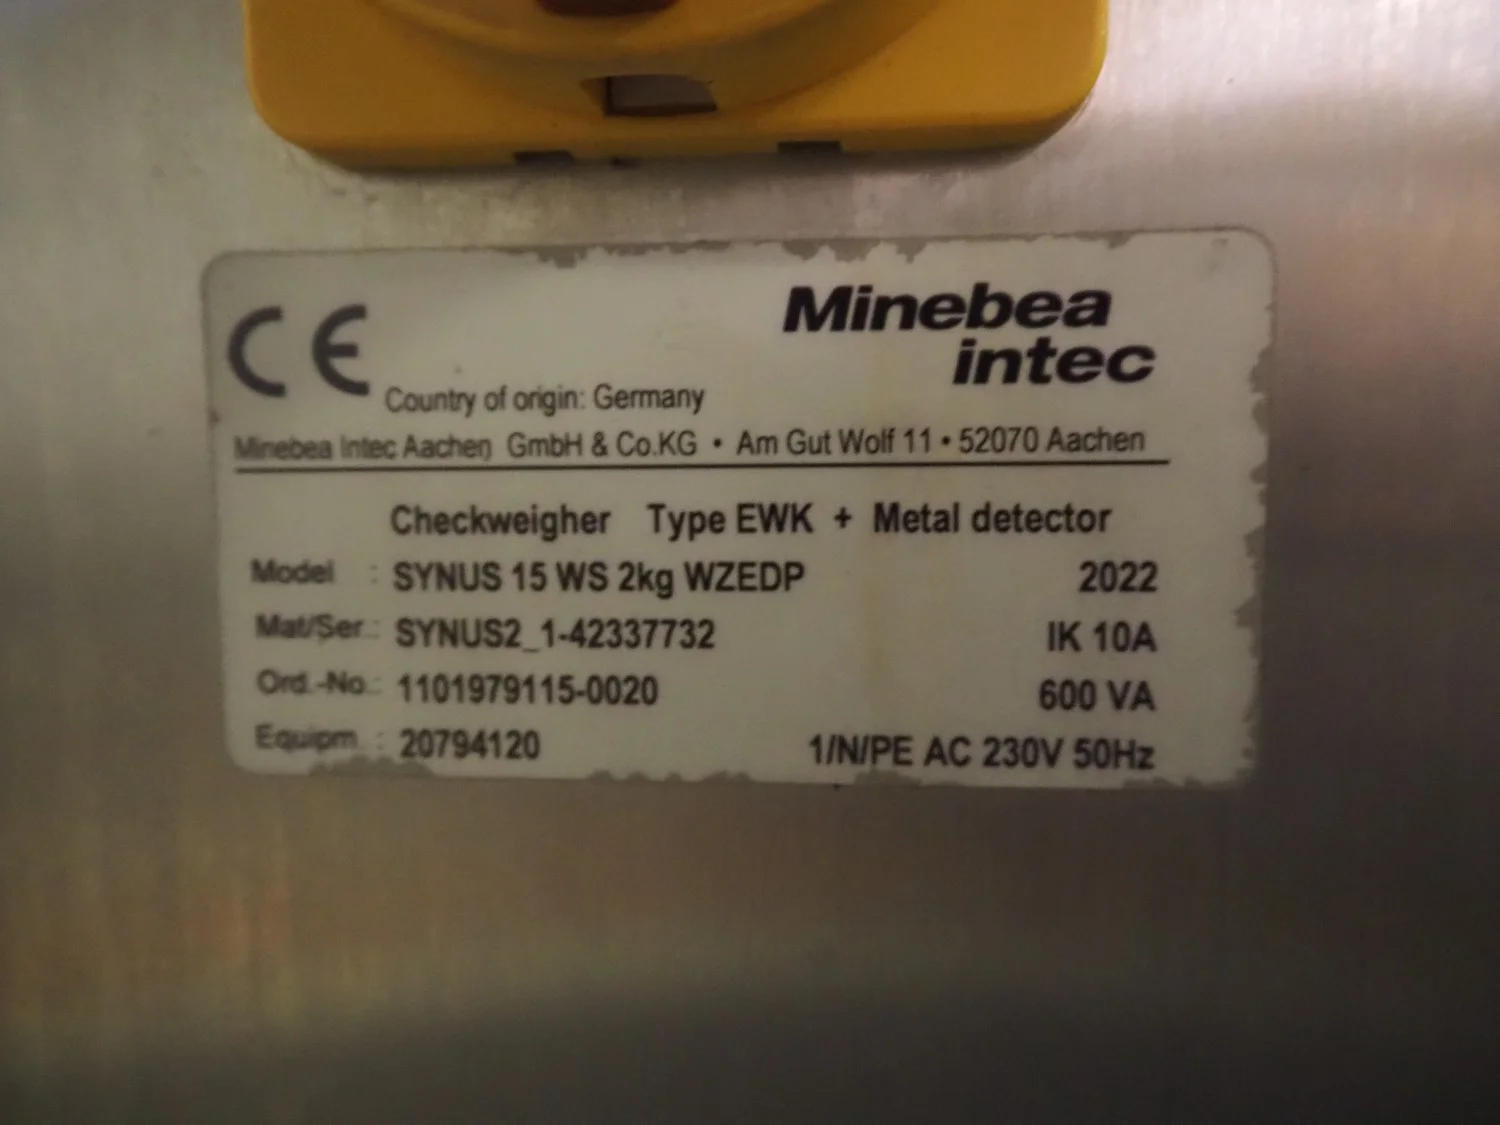 CE
Minebea
intec
Country of origin: Germany
Minebea Intec Aachen GmbH & Co.KG • Am Gut Wolf 11 • 52070 Aachen
Checkweigher Type EWK + Metal detector
Model : SYNUS 15 WS 2kg WZEDP 2022
Mat/Ser.: SYNUS2_1-42337732 IK 10A
Ord.-No.: 1101979115-0020 600 VA
Equipm. : 20794120 1/N/PE AC 230V 50Hz